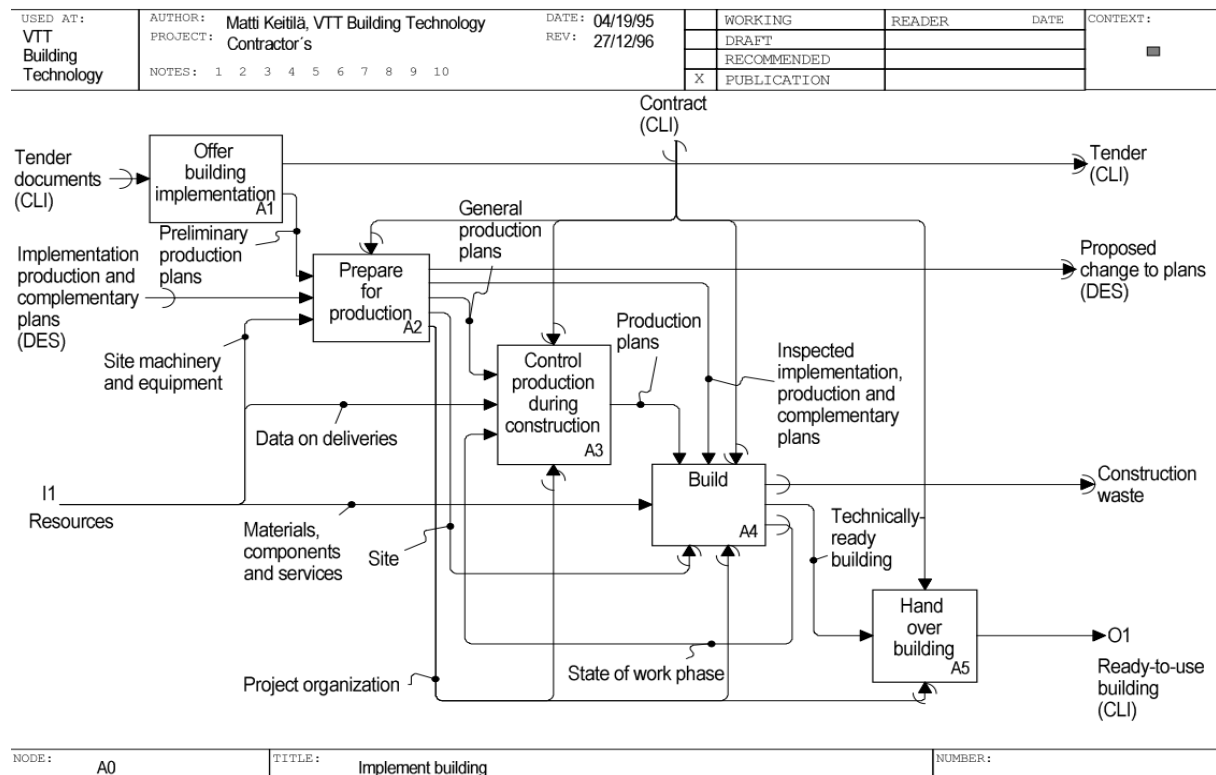 USED AT:
VTT
Building
Technology
AUTHOR: Matti Keitilä, VTT Building Technology
PROJECT: Contractor´s
NOTES: 1 2 3 4 5 6 7 8 9 10
DATE: 04/19/95
REV: 27/12/96
WORKING
DRAFT
RECOMMENDED
X PUBLICATION
READER DATE
CONTEXT:
Contract
(CLI)
Tender
documents
(CLI)
Offer
building
implementation
A1
Tender
(CLI)
Preliminary
production
plans
General
production
plans
Implementation
production and
complementary
plans
(DES)
Prepare
for
production
A2
Proposed
change to plans
(DES)
Site machinery
and equipment
Control
production
during
construction
A3
Production
plans
Inspected
implementation,
production and
complementary
plans
Data on deliveries
Build
A4
Construction
waste
I1
Resources
Materials,
components
and services
Site
Technically-
ready
building
Hand
over
building
A5
O1
Ready-to-use
building
(CLI)
State of work phase
Project organization
NODE: A0
TITLE: Implement building
NUMBER: